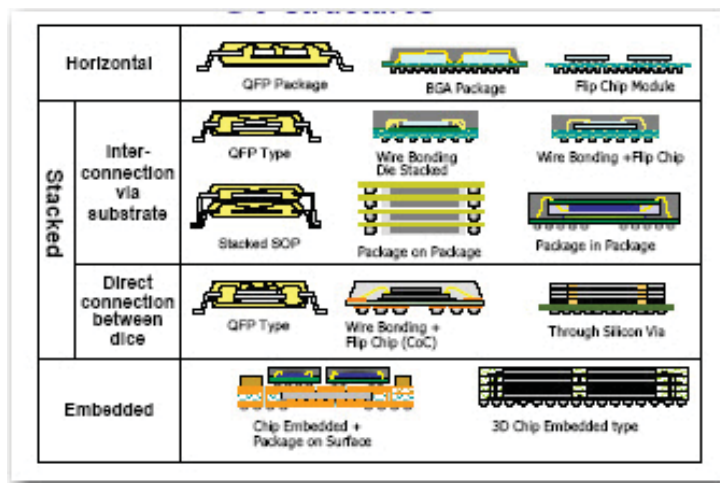 Horizontal
QFP Package
BGA Package
Flip Chip Module
Stacked
Inter-
connection
via
substrate
QFP Type
Wire Bonding
Die Stacked
Wire Bonding +Flip Chip
Stacked SOP
Package on Package
Package in Package
Direct
connection
between
dice
QFP Type
Wire Bonding +
Flip Chip (CoC)
Through Silicon Via
Embedded
Chip Embedded +
Package on Surface
3D Chip Embedded type